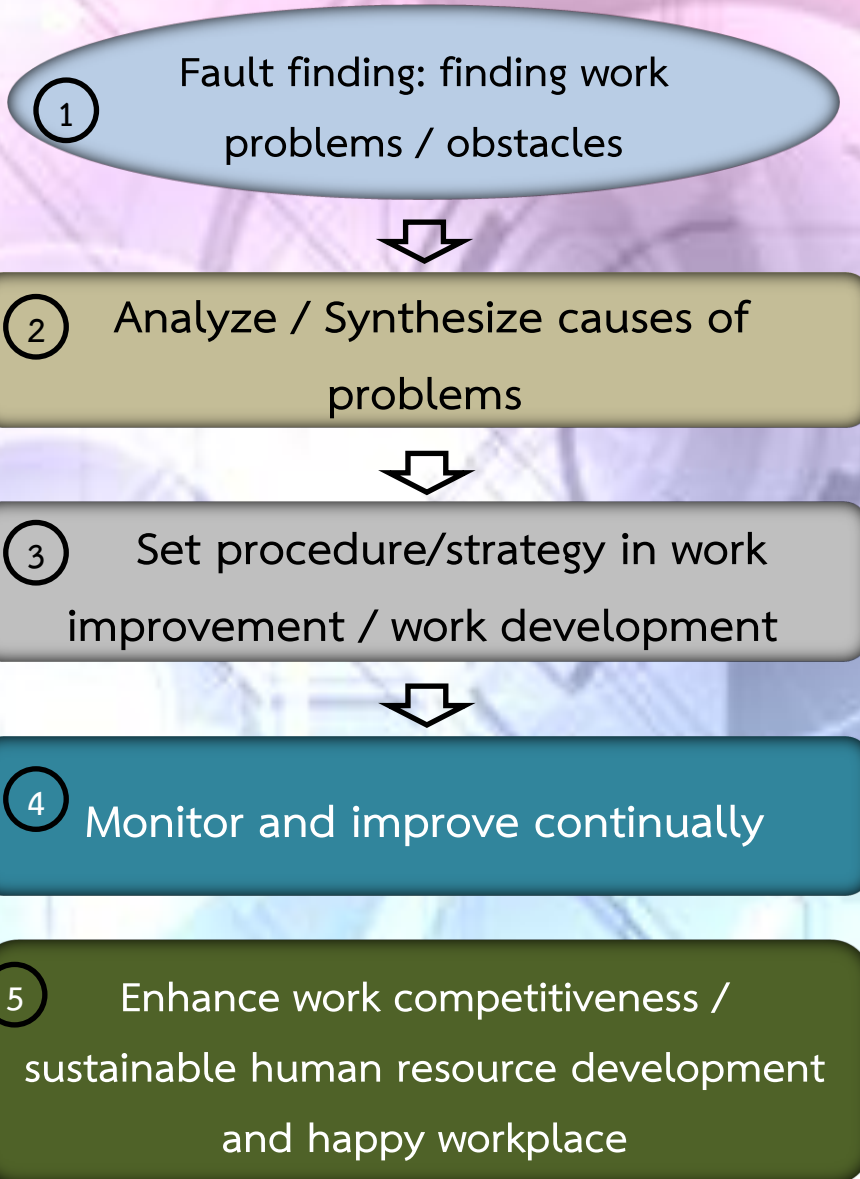 1
Fault finding: finding work
problems / obstacles
2
Analyze / Synthesize causes of
problems
3
Set procedure/strategy in work
improvement / work development
4
Monitor and improve continually
5
Enhance work competitiveness /
sustainable human resource development
and happy workplace